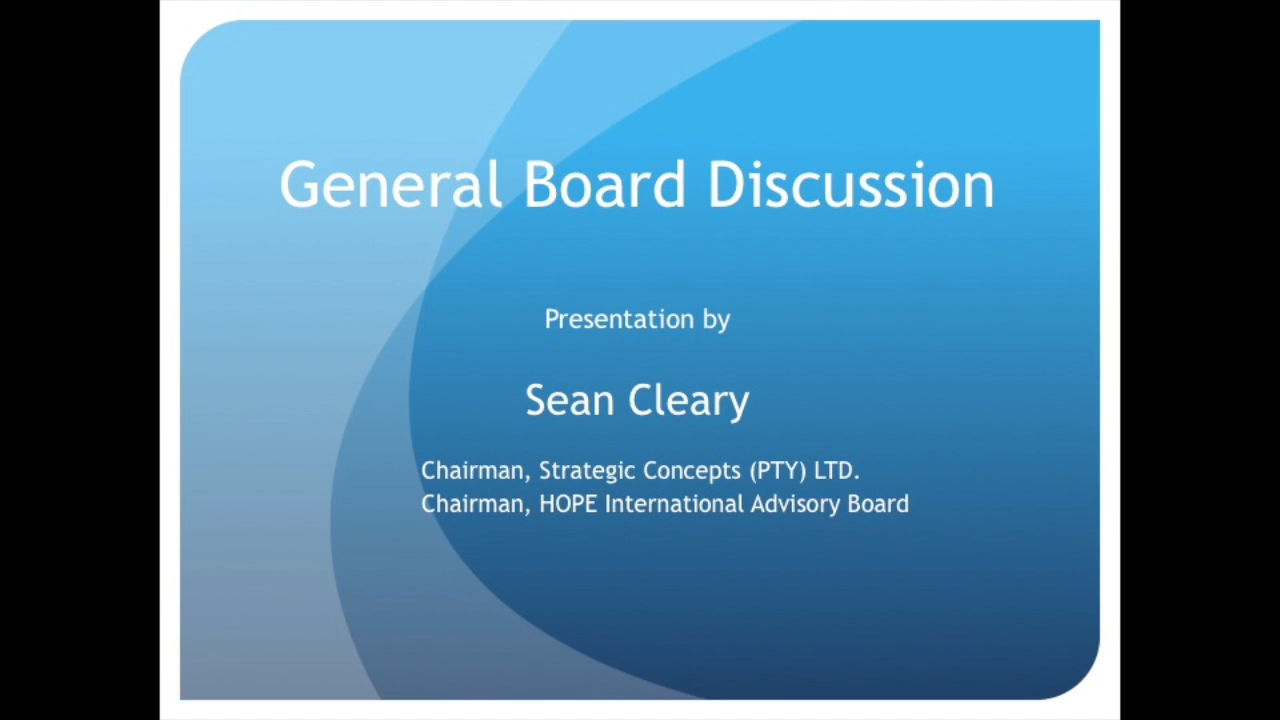 General Board Discussion
Presentation by
Sean Cleary
Chairman, Strategic Concepts (PTY) LTD.
Chairman, HOPE International Advisory Board